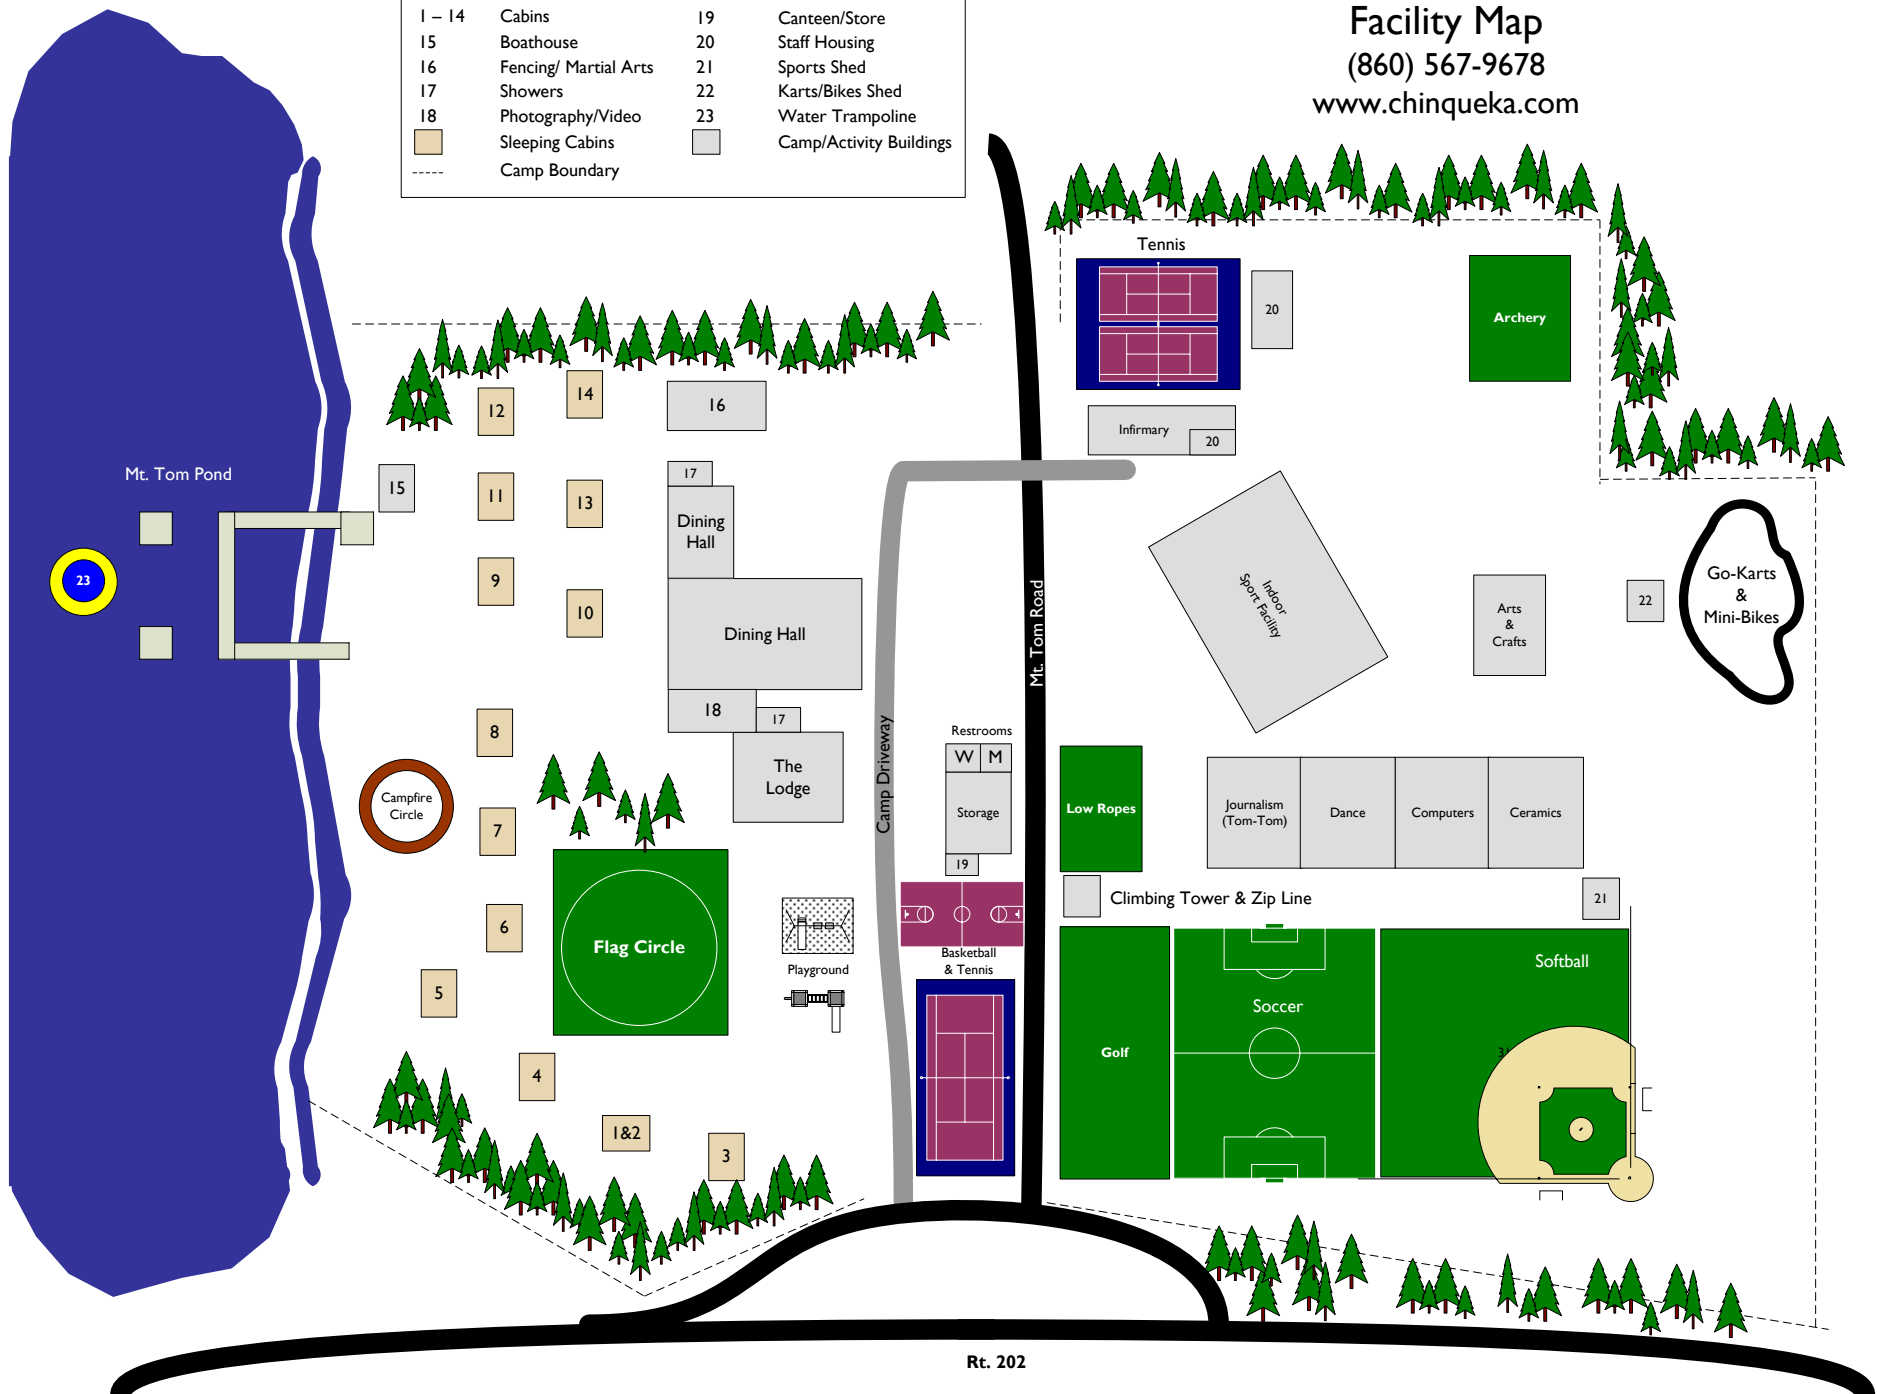 1 – 14 Cabins 19 Canteen/Store
15 Boathouse 20 Staff Housing
16 Fencing/ Martial Arts 21 Sports Shed
17 Showers 22 Karts/Bikes Shed
18 Photography/Video 23 Water Trampoline
Sleeping Cabins Camp/Activity Buildings
Camp Boundary
Facility Map
(860) 567-9678
www.chinqueka.com
Tennis
20
Archery
Infirmary
20
14
12
16
Mt. Tom Pond
15
17
11
13
Dining
Hall
9
23
10
Dining Hall
Mt. Tom Road
Indoor
Sport Facility
Arts
&
Crafts
22
Go-Karts
&
Mini-Bikes
18
17
8
The
Lodge
Camp Driveway
Restrooms
W M
Storage
19
Low Ropes
Journalism
(Tom-Tom)
Dance
Computers
Ceramics
Campfire
Circle
7
Climbing Tower & Zip Line
21
6
Flag Circle
Playground
Basketball
& Tennis
5
Softball
Soccer
Golf
4
1&2
3
Rt. 202